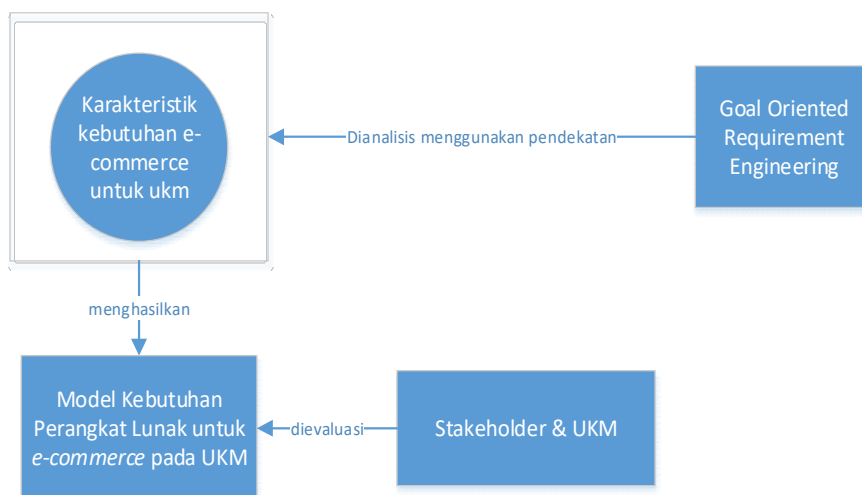 Karakteristik
kebutuhan e-
commerce
untuk ukm
Dianalisis menggunakan pendekatan
Goal Oriented
Requirement
Engineering
menghasilkan
Model Kebutuhan
Perangkat Lunak untuk
e-commerce pada UKM
dievaluasi
Stakeholder & UKM